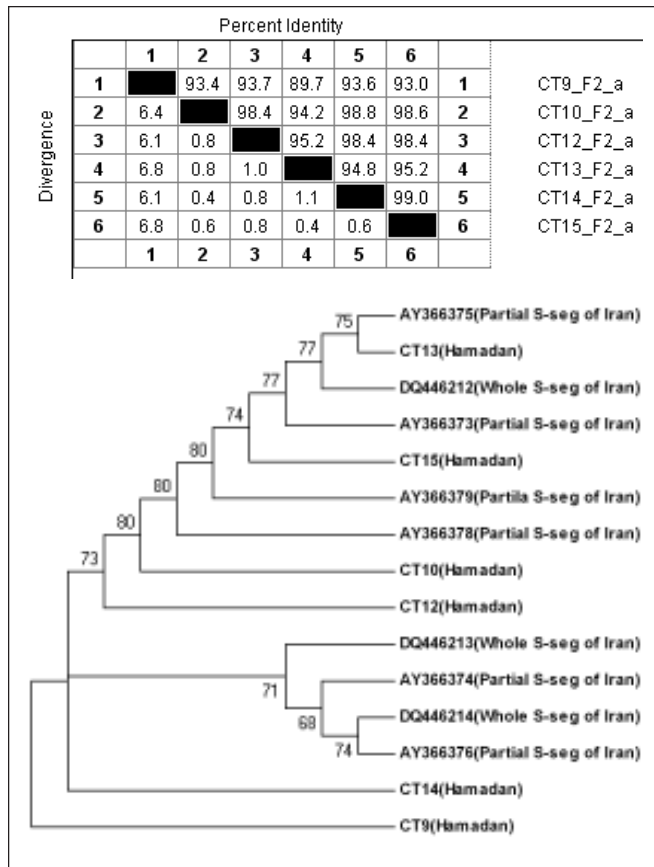 Percent Identity
Divergence
1 2 3 4 5 6
1 93.4 93.7 89.7 93.6 93.0 1 CT9_F2_a
2 6.4 98.4 94.2 98.8 98.6 2 CT10_F2_a
3 6.1 0.8 95.2 98.4 98.4 3 CT12_F2_a
4 6.8 0.8 1.0 94.8 95.2 4 CT13_F2_a
5 6.1 0.4 0.8 1.1 99.0 5 CT14_F2_a
6 6.8 0.6 0.8 0.4 0.6 6 CT15_F2_a
1 2 3 4 5 6
75 AY366375(Partial S-seg of Iran)
CT13(Hamadan)
77 DQ446212(Whole S-seg of Iran)
77 AY366373(Partial S-seg of Iran)
74 CT15(Hamadan)
80 AY366379(Partila S-seg of Iran)
80 AY366378(Partial S-seg of Iran)
80 CT10(Hamadan)
73 CT12(Hamadan)
DQ446213(Whole S-seg of Iran)
71 AY366374(Partial S-seg of Iran)
68 DQ446214(Whole S-seg of Iran)
74 AY366376(Partial S-seg of Iran)
CT14(Hamadan)
CT9(Hamadan)